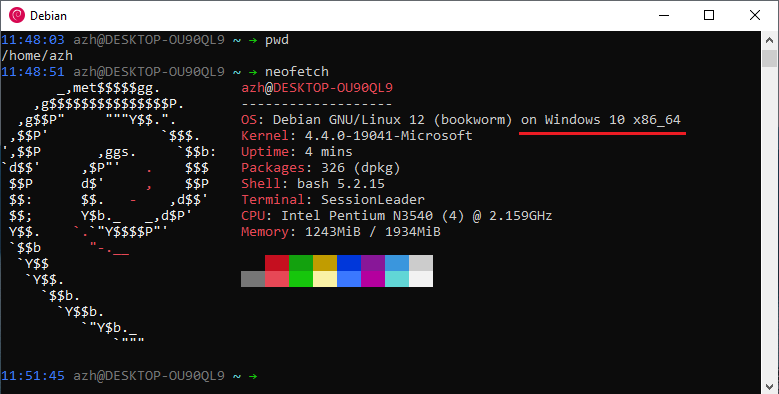 Debian
11:48:03 azh@DESKTOP-OU90QL9 ~ → pwd
/home/azh
11:48:51 azh@DESKTOP-OU90QL9 ~ → neofetch
       _,met$$$$$gg.          azh@DESKTOP-OU90QL9
    ,g$$$$$$$$$$$$$$$P.       -------------------
  ,g$$P"     """Y$$.".        OS: Debian GNU/Linux 12 (bookworm) on Windows 10 x86_64
 ,$$P'              `$$$.     Kernel: 4.4.0-19041-Microsoft
',$$P       ,ggs.     `$$b:   Uptime: 4 mins
`d$$'     ,$P"'   .    $$$    Packages: 326 (dpkg)
 $$P      d$'     ,    $$P    Shell: bash 5.2.15
 $$:      $$.   -    ,d$$'    Terminal: SessionLeader
 $$;      Y$b._   _,d$P'      CPU: Intel Pentium N3540 (4) @ 2.159GHz
 Y$$.    `.`"Y$$$$P"'         Memory: 1243MiB / 1934MiB
 `$$b      "-.__
  `Y$$
   `Y$$.
     `$$b.
       `Y$$b.
          `"Y$b._
              `"""
11:51:45 azh@DESKTOP-OU90QL9 ~ →